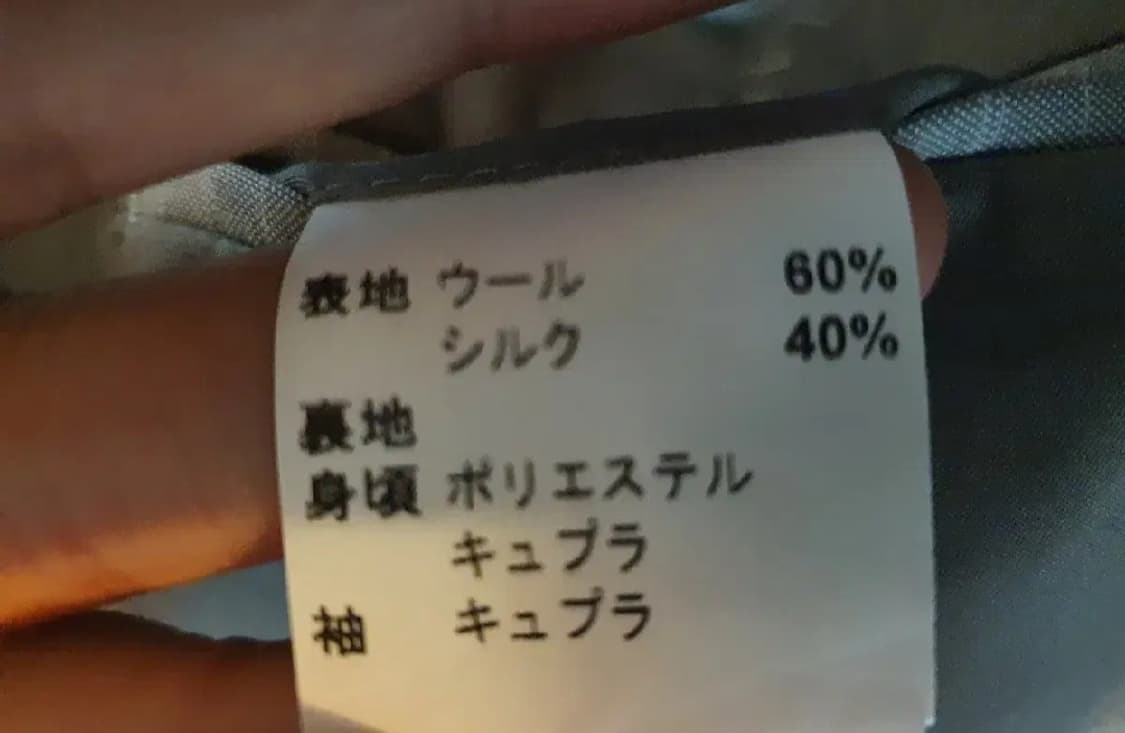 表地 ウール 60%
シルク 40%
裏地
身頃 ポリエステル
キュプラ
袖 キュプラ